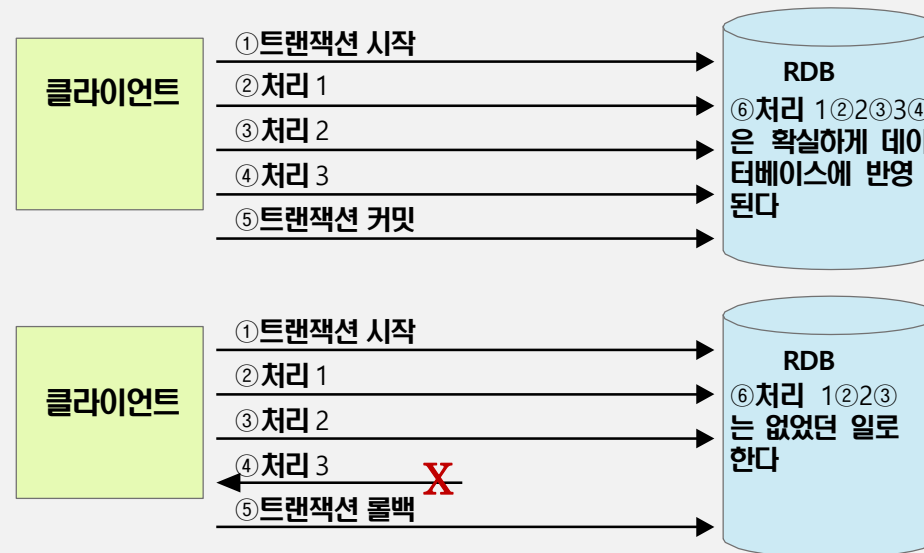 ①트랜잭션 시작
클라이언트
②처리 1
③처리 2
④처리 3
⑤트랜잭션 커밋
RDB
⑥처리 1②2③3④
은 확실하게 데이
터베이스에 반영
된다
①트랜잭션 시작
클라이언트
②처리 1
③처리 2
④처리 3
X
⑤트랜잭션 롤백
RDB
⑥처리 1②2③
는 없었던 일로
한다